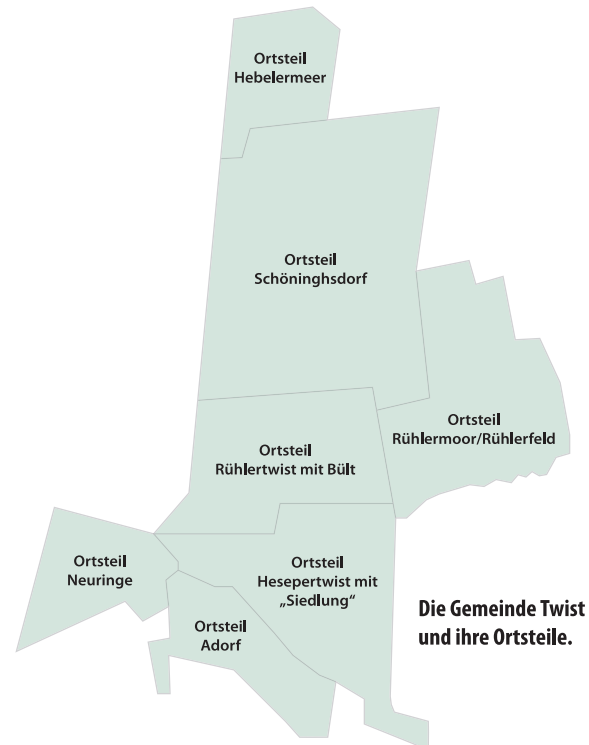 Ortsteil
Hebelermeer
Ortsteil
Schöninghsdorf
Ortsteil
Rühlermoor/Rühlerfeld
Ortsteil
Rühlertwist mit Bült
Ortsteil
Neuringe
Ortsteil
Hesepertwist mit
„Siedlung“
Ortsteil
Adorf
Die Gemeinde Twist
und ihre Ortsteile.